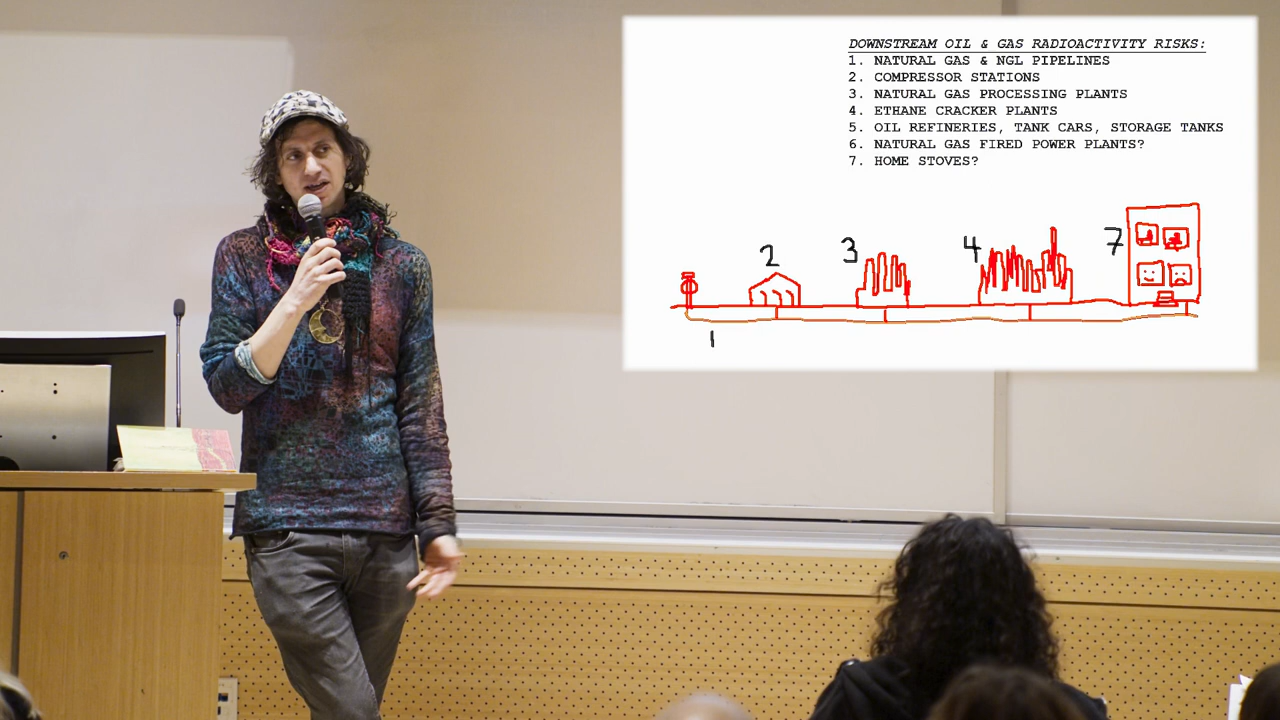 DOWNSTREAM OIL & GAS RADIOACTIVITY RISKS:
1. NATURAL GAS & NGL PIPELINES
2. COMPRESSOR STATIONS
3. NATURAL GAS PROCESSING PLANTS
4. ETHANE CRACKER PLANTS
5. OIL REFINERIES, TANK CARS, STORAGE TANKS
6. NATURAL GAS FIRED POWER PLANTS?
7. HOME STOVES?
2
3
4
7
1